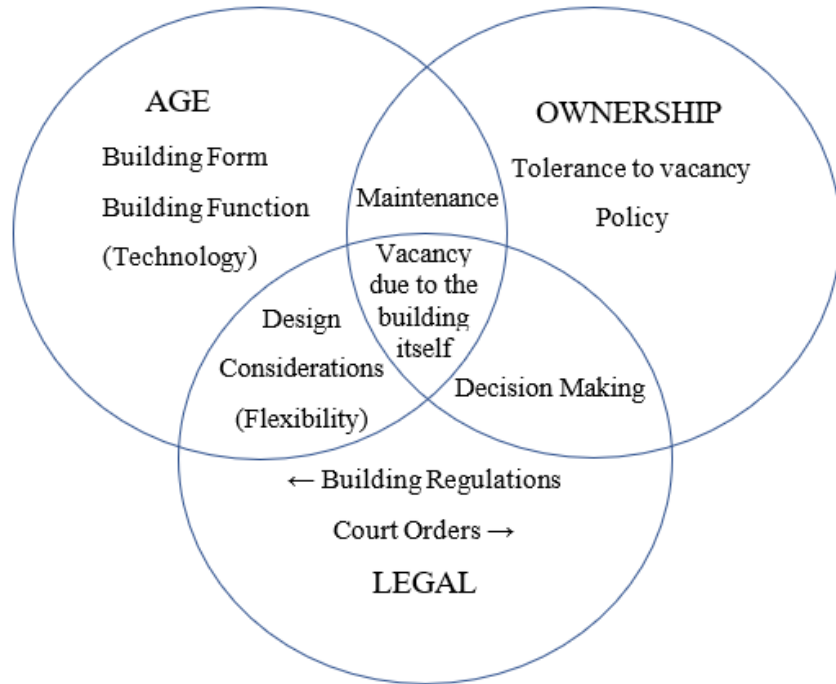 AGE
Building Form
Building Function
(Technology)
OWNERSHIP
Tolerance to vacancy
Policy
Maintenance
Vacancy
due to the
building
itself
Design
Considerations
(Flexibility)
Decision Making
← Building Regulations
Court Orders →
LEGAL